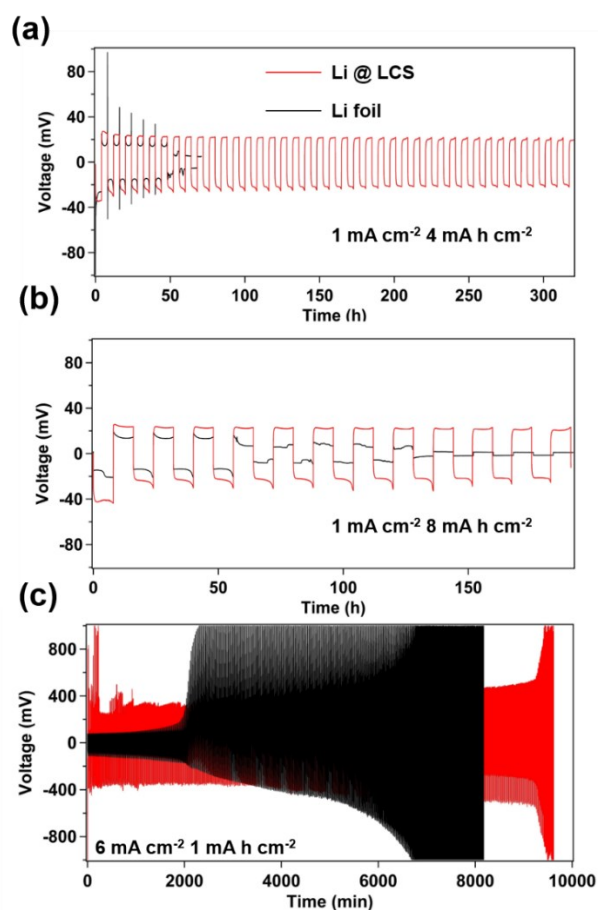 (a)
Voltage (mV)
80
40
0
-40
-80
Li @ LCS
Li foil
1 mA cm⁻² 4 mA h cm⁻²
0 50 100 150 200 250 300
Time (h)
(b)
Voltage (mV)
80
40
0
-40
-80
1 mA cm⁻² 8 mA h cm⁻²
0 50 100 150
Time (h)
(c)
Voltage (mV)
800
400
0
-400
-800
6 mA cm⁻² 1 mA h cm⁻²
0 2000 4000 6000 8000 10000
Time (min)